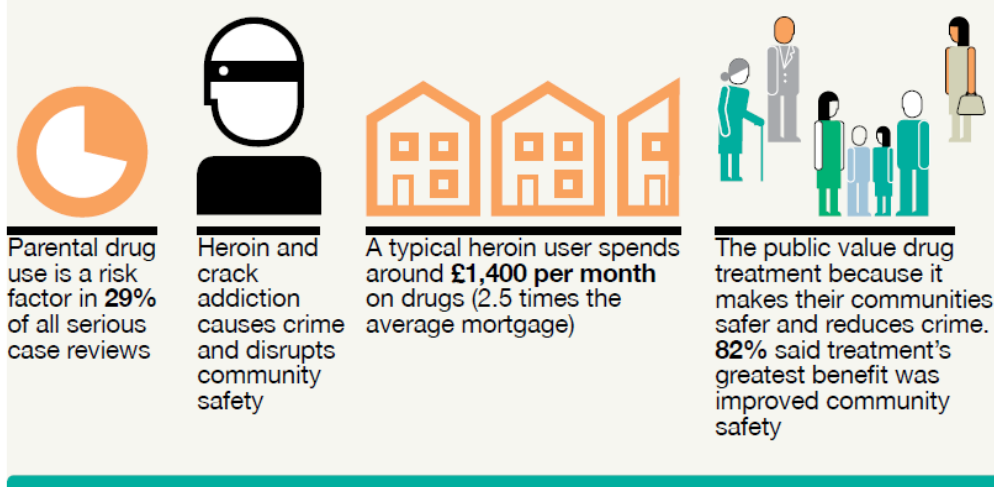 Parental drug
use is a risk
factor in 29%
of all serious
case reviews
Heroin and
crack
addiction
causes crime
and disrupts
community
safety
A typical heroin user spends
around £1,400 per month
on drugs (2.5 times the
average mortgage)
The public value drug
treatment because it
makes their communities
safer and reduces crime.
82% said treatment's
greatest benefit was
improved community
safety